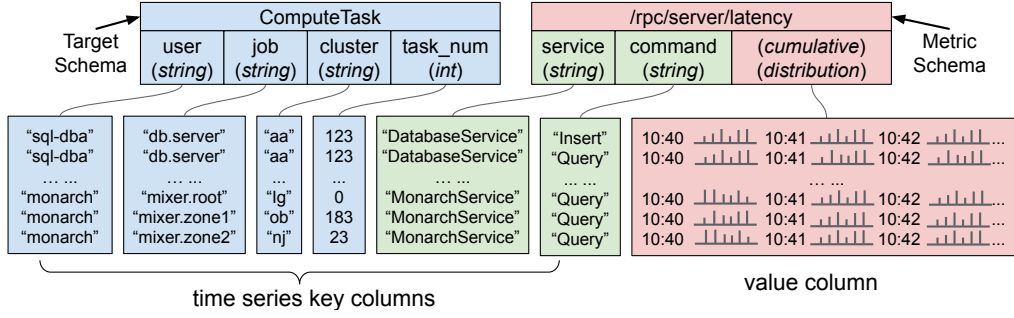 ComputeTask
/rpc/server/latency
Target
Schema
user
(string)
job
(string)
cluster
(string)
task_num
(int)
service
(string)
command
(string)
(cumulative)
(distribution)
Metric
Schema
“sql-dba” “db.server” “aa” 123 “DatabaseService” “Insert” 10:40 10:41 10:42 ...
“sql-dba” “db.server” “aa” 123 “DatabaseService” “Query” 10:40 10:41 10:42 ...
... ... ... ... ... ... ... ... ... ... ... ... ... ...
“monarch” “mixer.root” “lg” 0 “MonarchService” “Query” 10:40 10:41 10:42 ...
“monarch” “mixer.zone1” “ob” 183 “MonarchService” “Query” 10:40 10:41 10:42 ...
“monarch” “mixer.zone2” “nj” 23 “MonarchService” “Query” 10:40 10:41 10:42 ...
time series key columns
value column